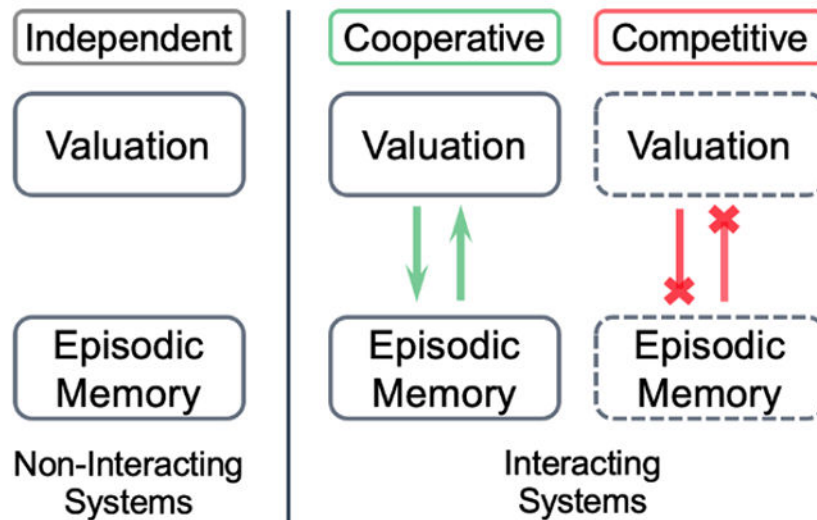 Independent
Cooperative
Competitive
Valuation
Valuation
Valuation
Episodic
Memory
Episodic
Memory
Episodic
Memory
Non-Interacting
Systems
Interacting
Systems